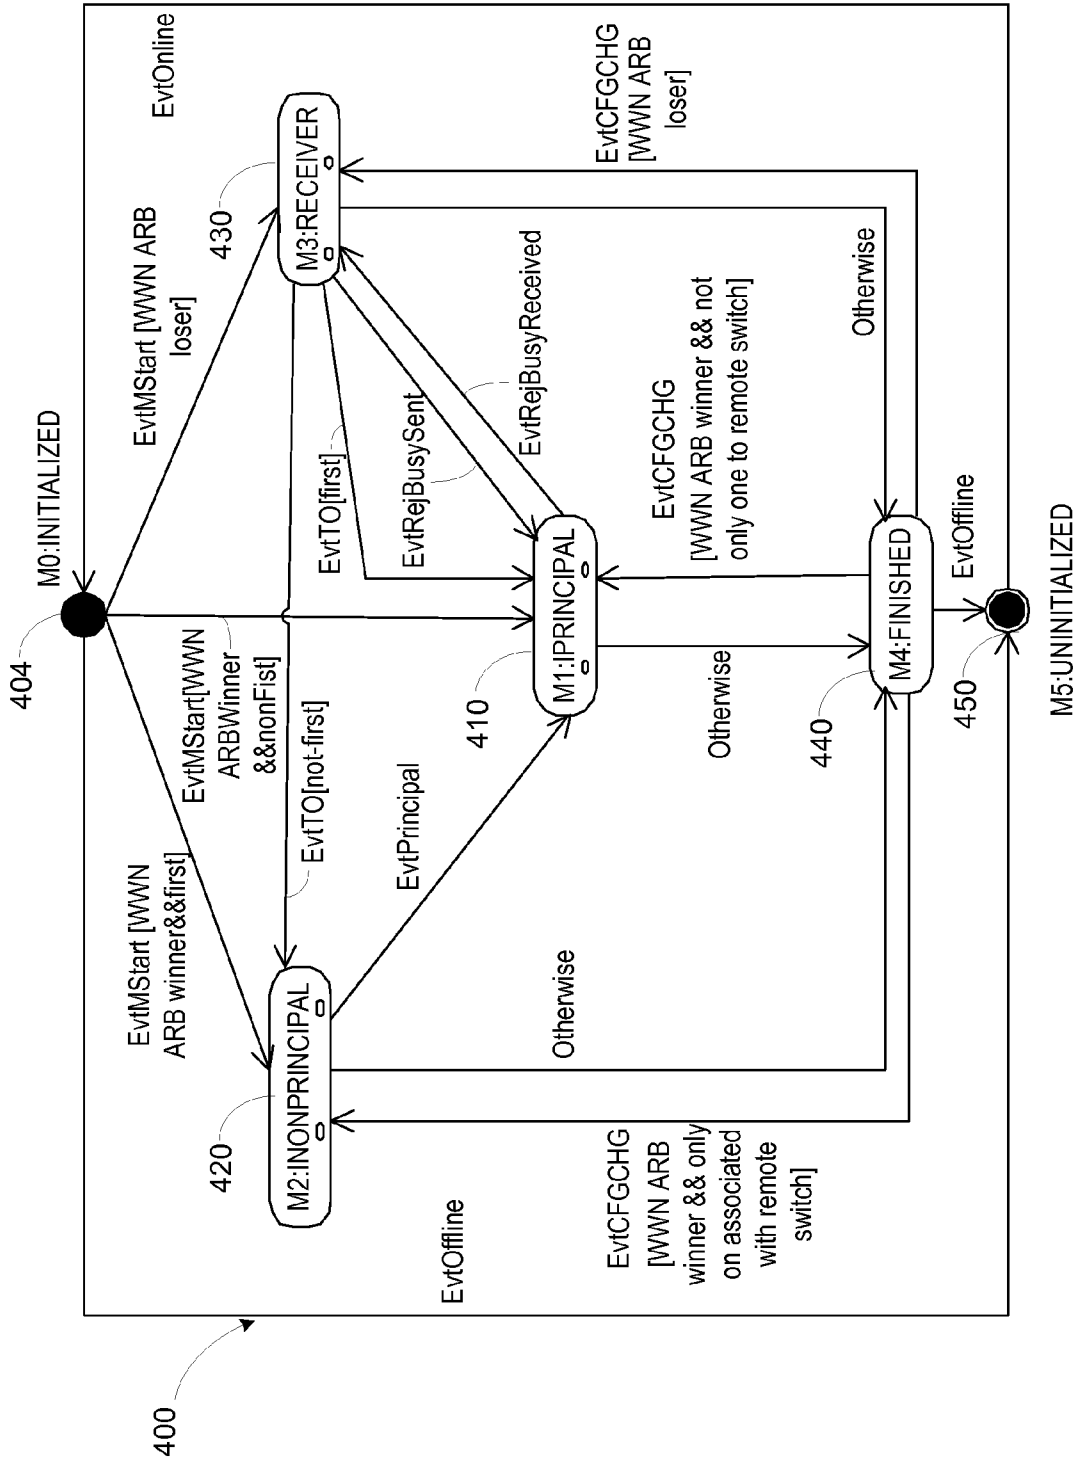 400
EvtOffline
EvtOnline
404
M0:INITIALIZED
EvtMStart [WWN
ARB winner&&first]
EvtMStart[WWN
ARBWinner
&&nonFist]
EvtMStart [WWN ARB
loser]
420
M2:INONPRINCIPAL
430
M3:RECEIVER
EvtTO[not-first]
EvtTO[first]
EvtRejBusySent
EvtRejBusyReceived
EvtPrincipal
410
M1:IPRINCIPAL
Otherwise
Otherwise
Otherwise
EvtCFGCHG
[WWN ARB
winner && only
on associated
with remote
switch]
EvtCFGCHG
[WWN ARB winner && not
only one to remote switch]
EvtCFGCHG
[WWN ARB
loser]
440
M4:FINISHED
EvtOffline
450
M5:UNINITIALIZED